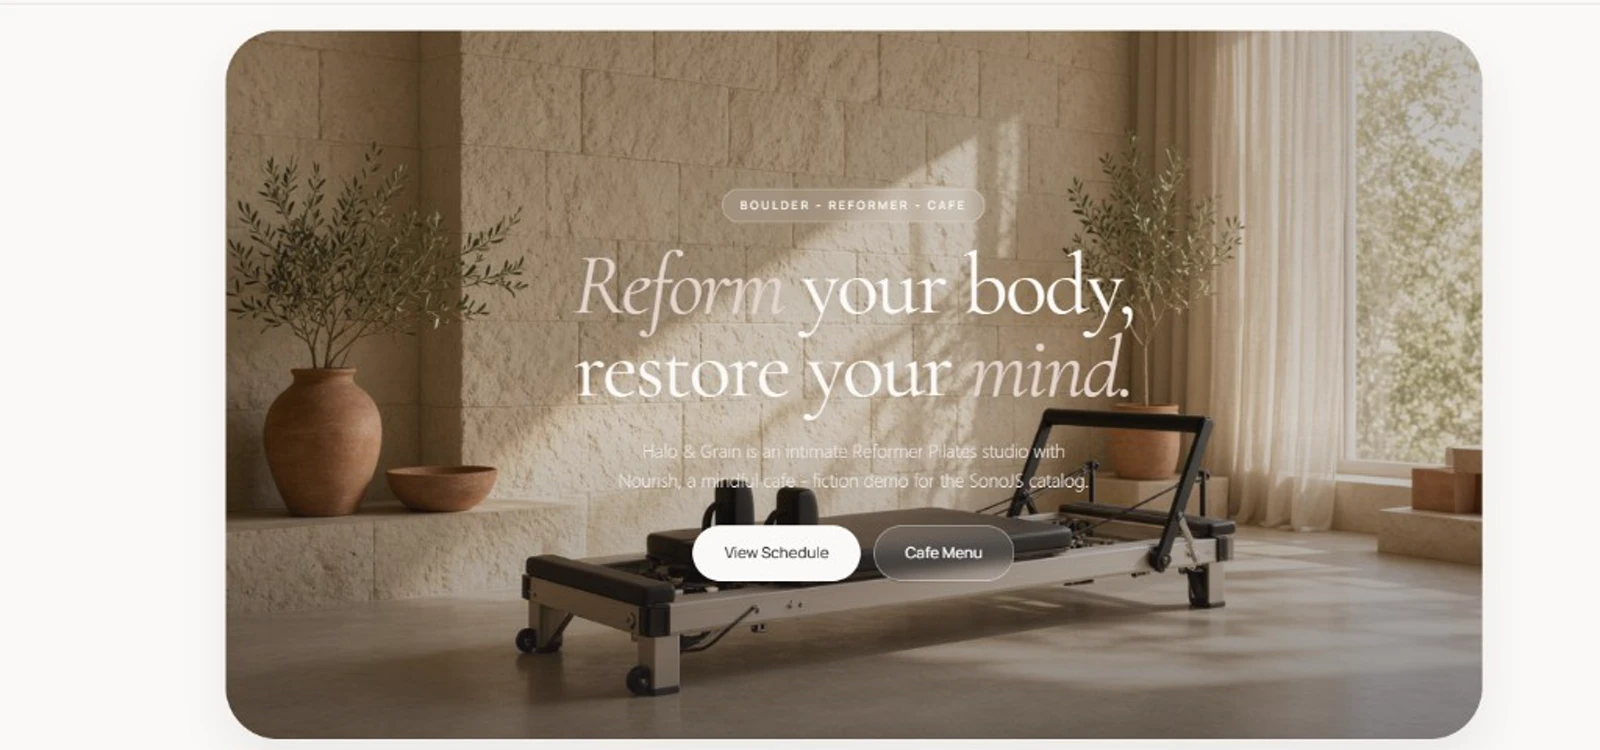 BOULDER - REFORMER - CAFE
Reform your body,
restore your mind.
Halo & Grain is an intimate Reformer Pilates studio with
Nourish, a mindful cafe - fiction demo for the SonoJS catalog.
View Schedule
Cafe Menu